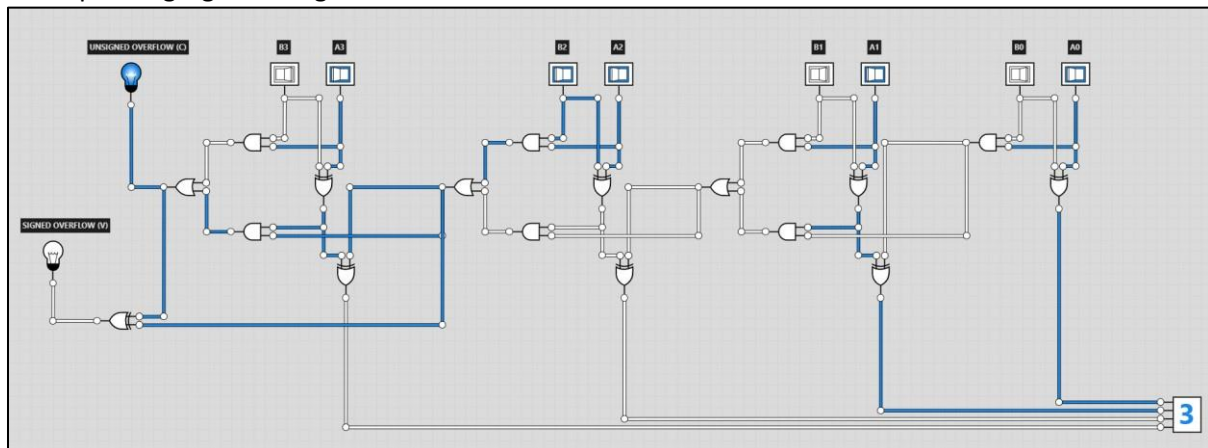 UNSIGNED OVERFLOW (C)
B3
A3
B2
A2
B1
A1
B0
A0
SIGNED OVERFLOW (V)
3